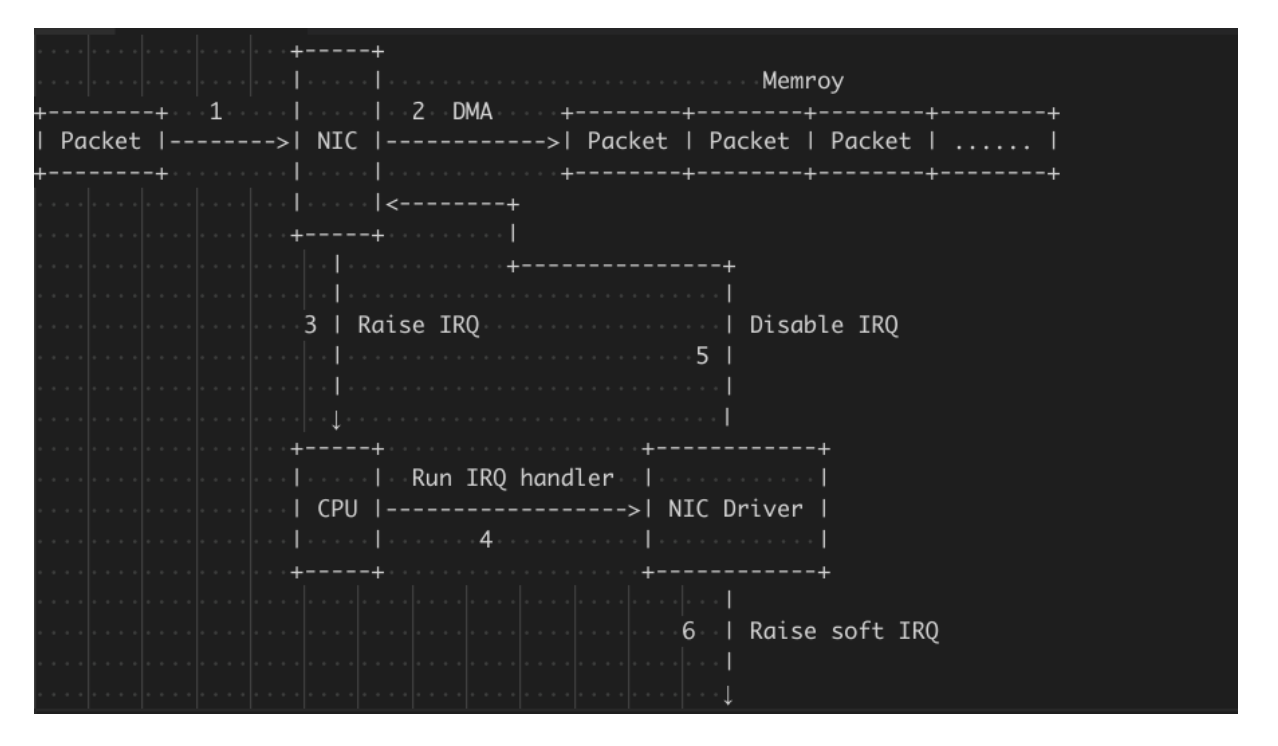 +-----+
|     |                                     Memroy
+--------+   1     |     |   2  DMA     +--------+--------+--------+--------+
| Packet |-------->| NIC |------------>| Packet | Packet | Packet | ...... |
+--------+         |     |             +--------+--------+--------+--------+
|     |<--------+
+-----+         |
|            +---------------+
|                            |
3 | Raise IRQ                  | Disable IRQ
|                          5 |
|                            |
↓                            |
+-----+                   +------------+
|     |  Run IRQ handler  |            |
| CPU |------------------>| NIC Driver |
|     |       4           |            |
+-----+                   +------------+
|
6  | Raise soft IRQ
|
↓